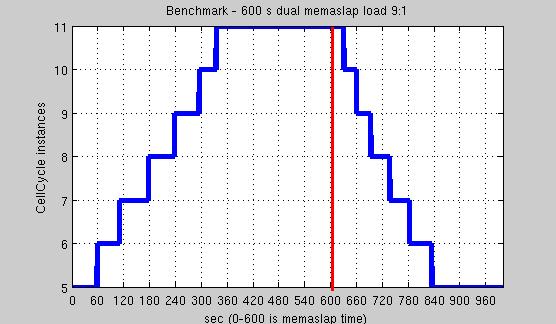 Benchmark - 600 s dual memaslap load 9:1
CellCycle instances
11
10
9
8
7
6
5
0 60 120 180 240 300 360 420 480 540 600 660 720 780 840 900 960
sec (0-600 is memaslap time)